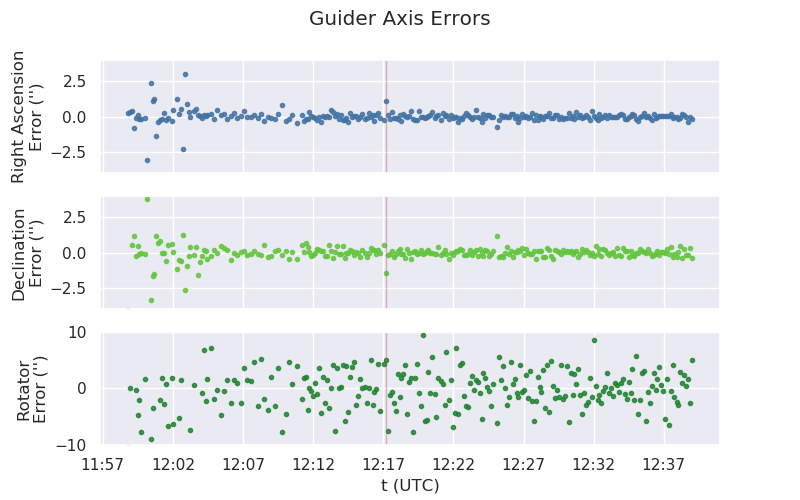 Guider Axis Errors
Right Ascension
Error ('')
2.5
0.0
−2.5
Declination
Error ('')
2.5
0.0
−2.5
Rotator
Error ('')
10
0
−10
11:57 12:02 12:07 12:12 12:17 12:22 12:27 12:32 12:37
t (UTC)